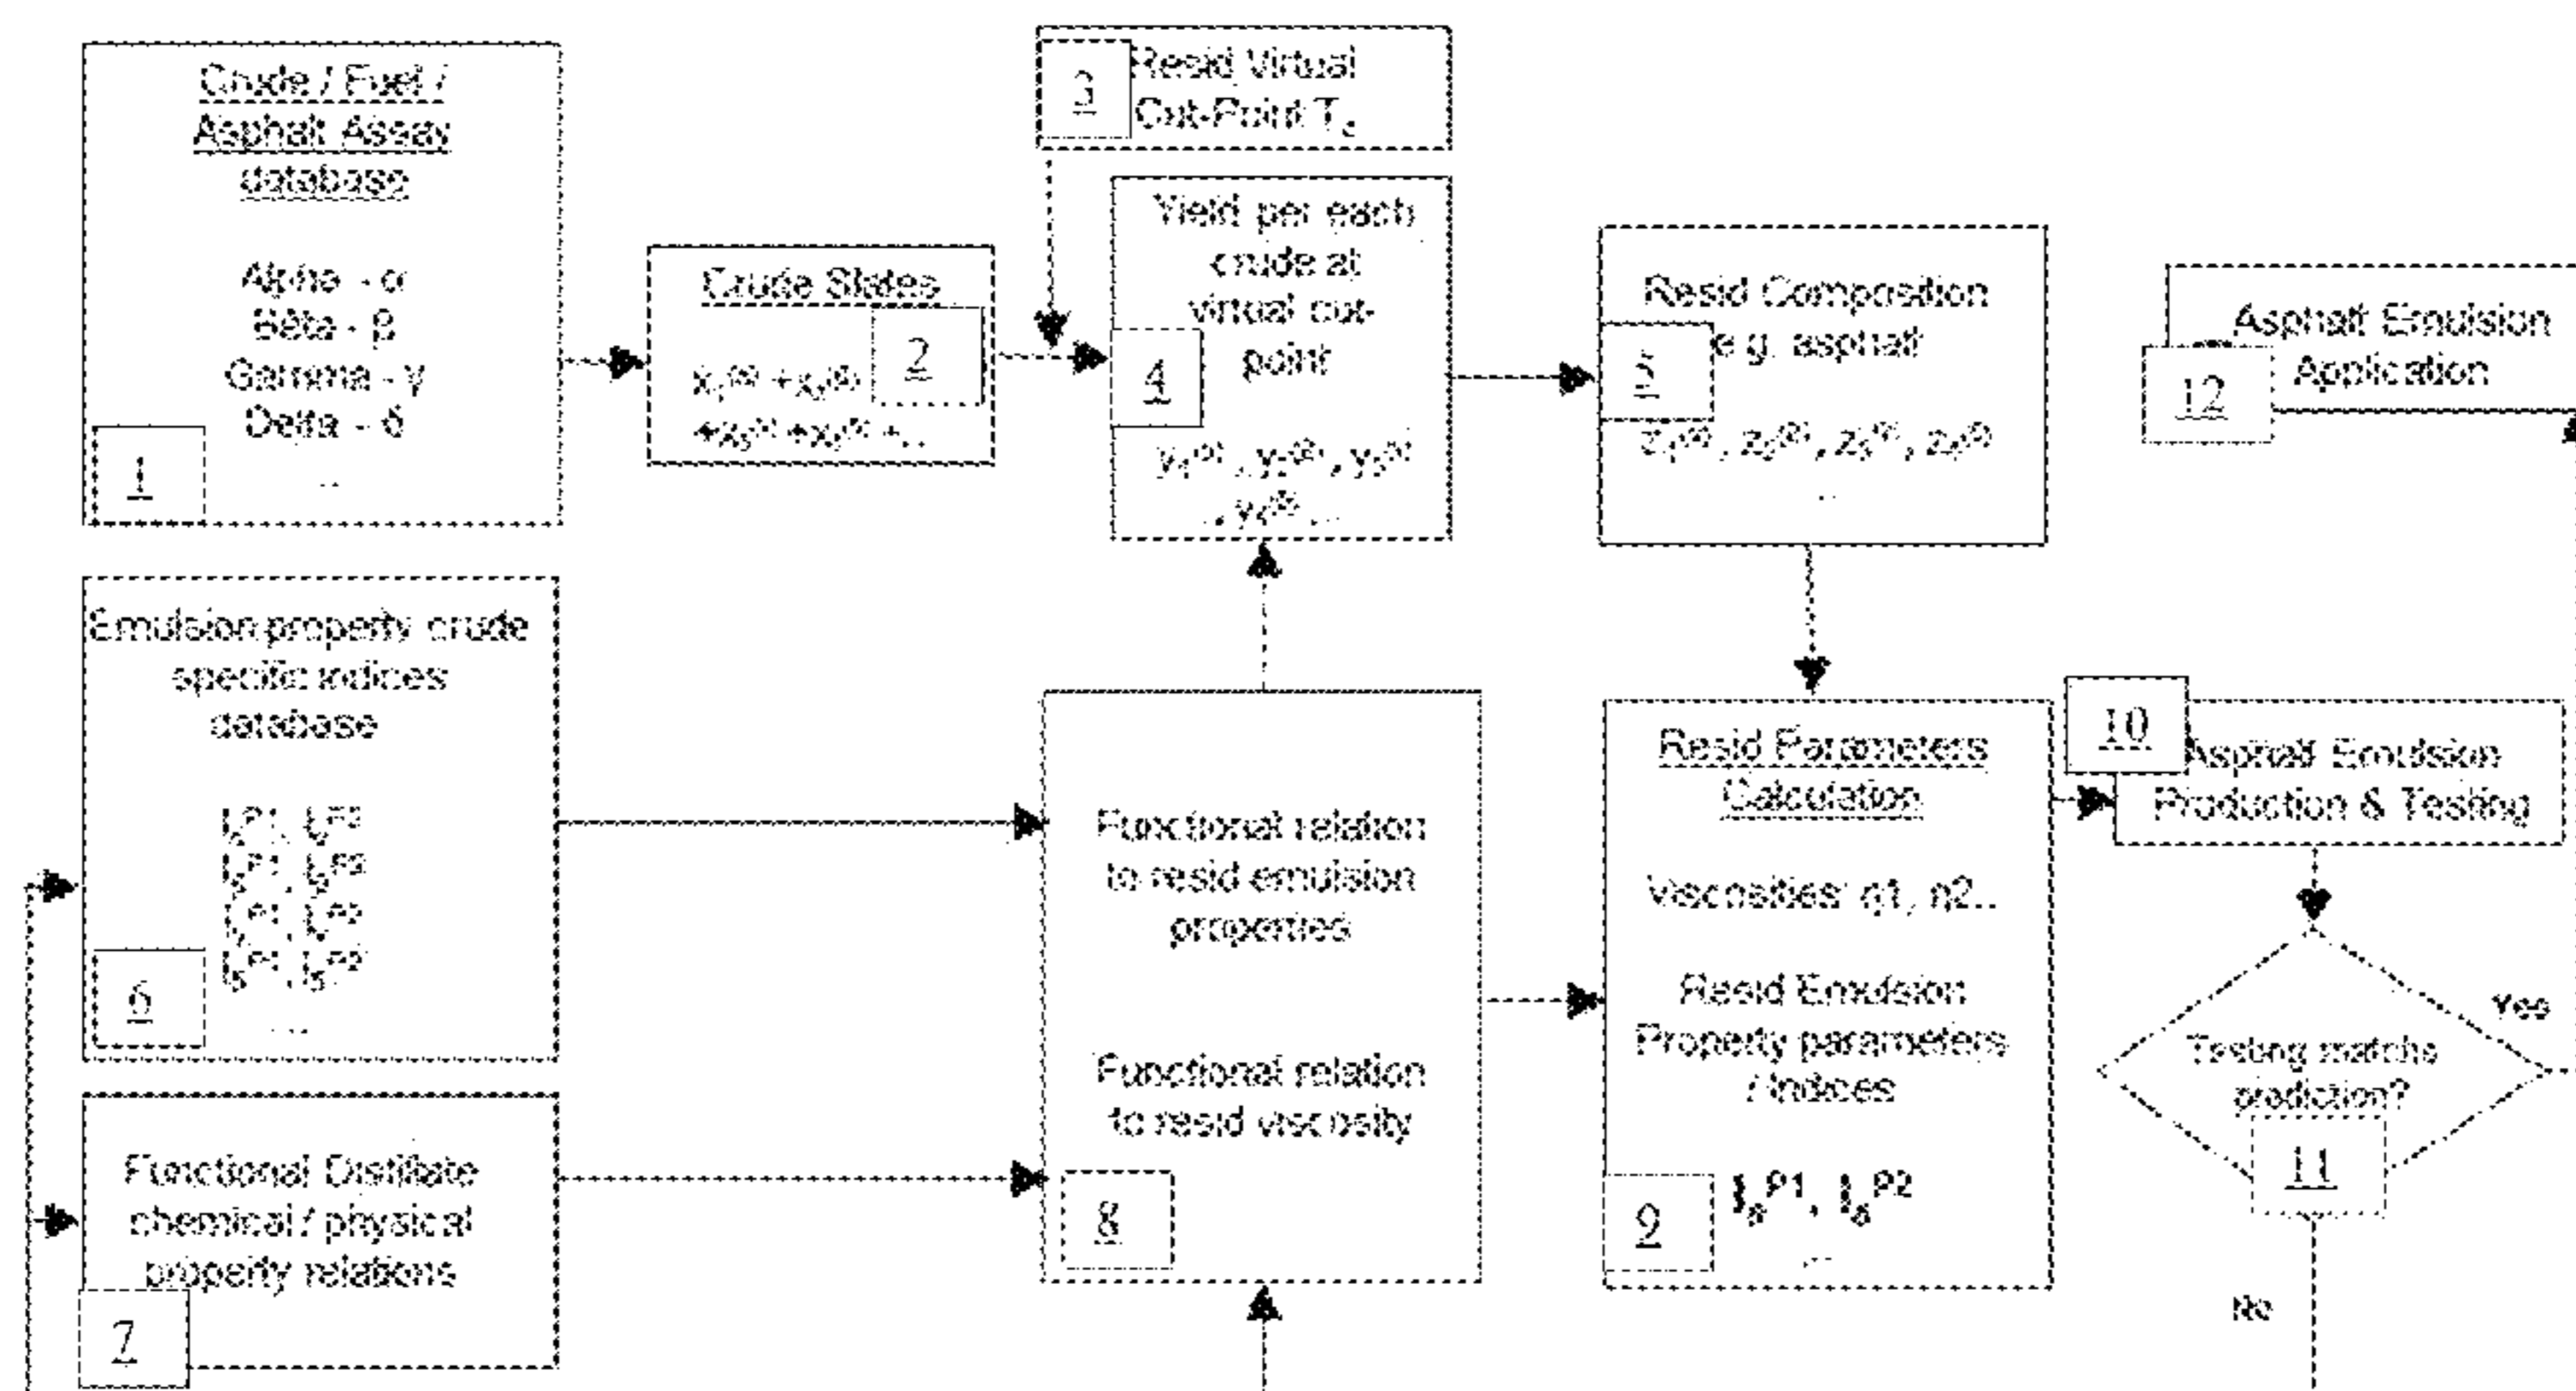 Crude / Fuel /
Asphalt Assay
database
Alpha - α
Beta - β
Gamma - γ
Delta - δ
..
1
Crude States
2
3
Resid Virtual
Cut-Point T
Yield per each
crude at
virtual cut-
point
4
Resid Composition
e.g. asphalt
..
5
Asphalt Emulsion
Application
12
Emulsion property crude
specific indices
database
...
6
Functional Distillate
chemical / physical
property relations
7
Functional relation
to resid emulsion
properties
Functional relation
to resid viscosity
8
Resid Parameters
Calculation
Viscosities: η1, η2..
Resid Emulsion
Property parameters
/ Indices
9
10
Asphalt Emulsion
Production & Testing
Testing matchs
prediction?
11
Yes
No